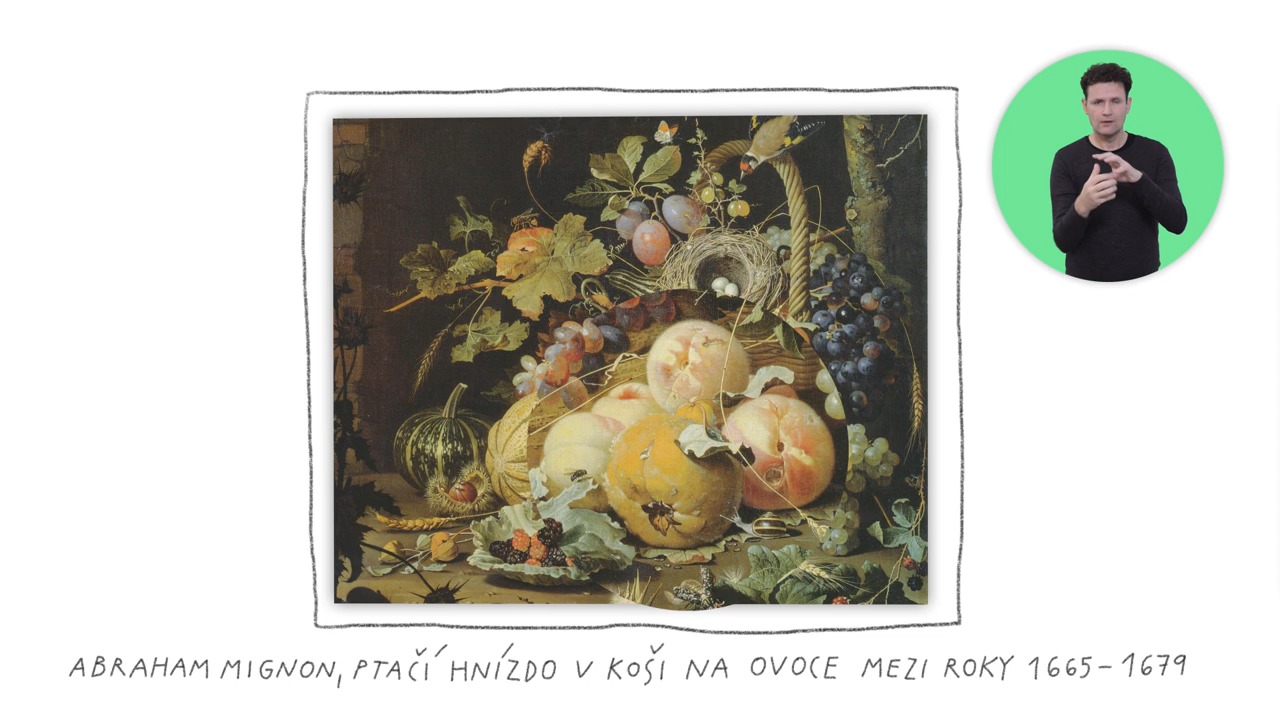 ABRAHAM MIGNON, PTAČÍ HNÍZDO V KOŠI NA OVOCE MEZI ROKY 1665–1679